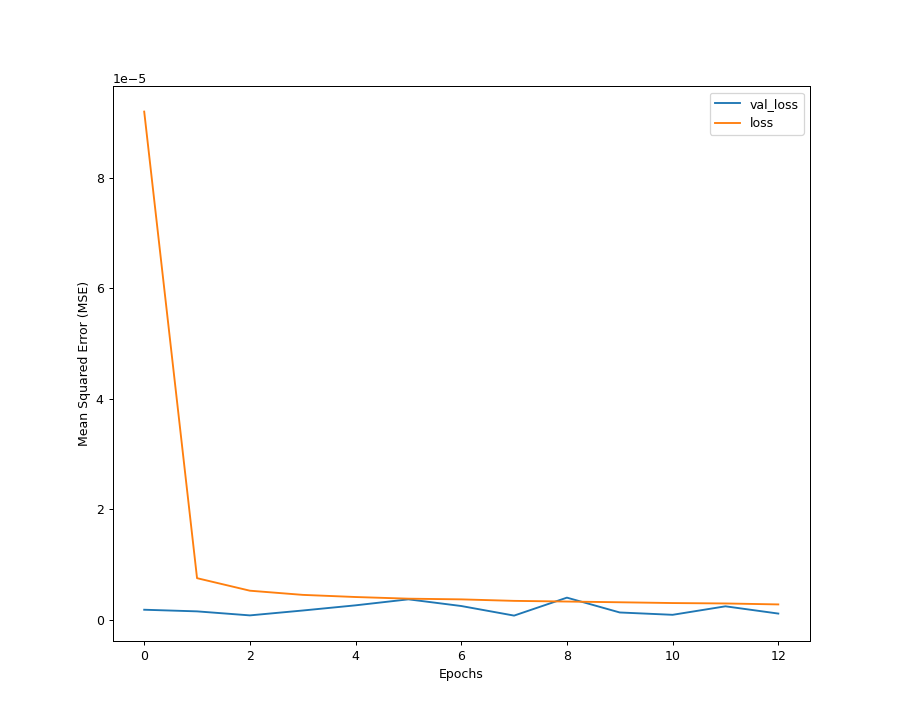 1e−5
val_loss
loss
8
6
4
2
0
Mean Squared Error (MSE)
0 2 4 6 8 10 12
Epochs